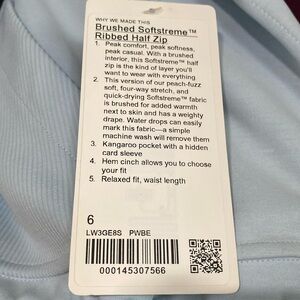 WHY WE MADE THIS
Brushed Softstreme™
Ribbed Half Zip
1. Peak comfort, peak softness,
peak casual. With a brushed
interior, this Softstreme™ half
zip is the kind of layer you'll
want to wear with everything
2. This version of our peach-fuzz
soft, four-way stretch, and
quick-drying Softstreme™ fabric
is brushed for added warmth
next to skin and has a weighty
drape. Water drops can easily
mark this fabric—a simple
machine wash will remove them
3. Kangaroo pocket with a hidden
card sleeve
4. Hem cinch allows you to choose
your fit
5. Relaxed fit, waist length
6
LW3GE8S PWBE
000145307566